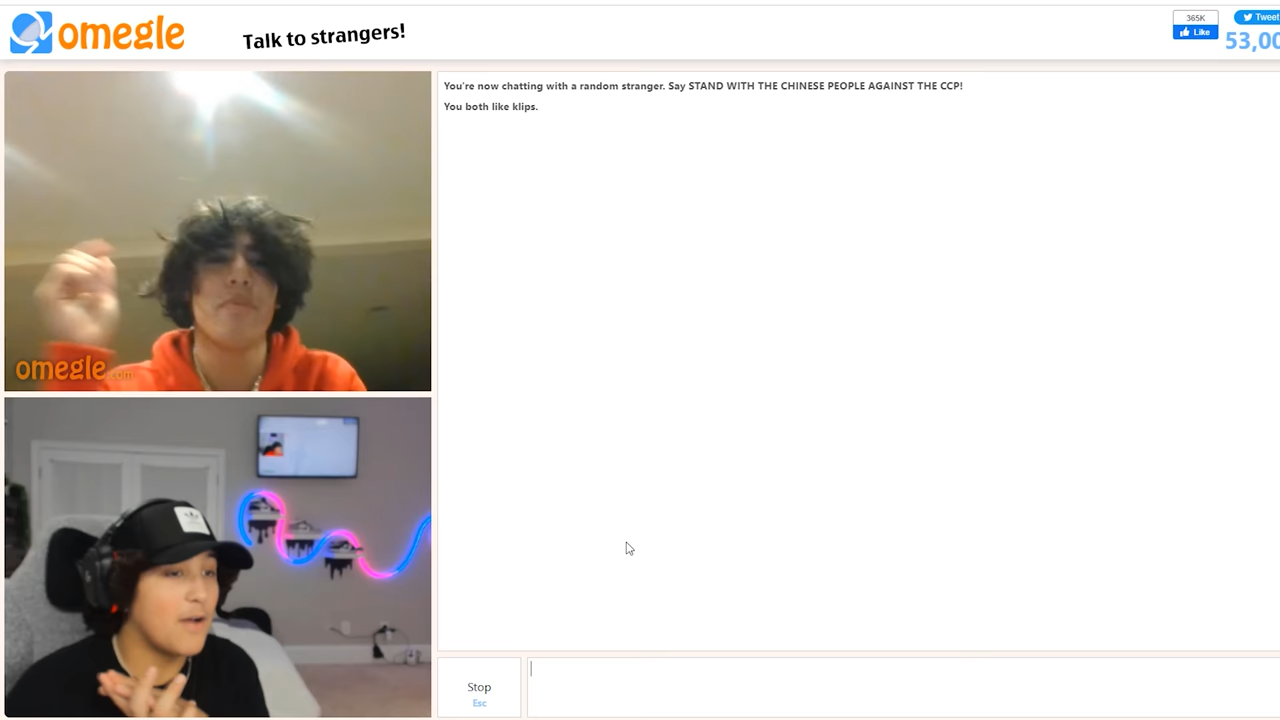 omegle
Talk to strangers!
365K
Like
Tweet
53,00
You're now chatting with a random stranger. Say STAND WITH THE CHINESE PEOPLE AGAINST THE CCP!
You both like klips.
omegle.com
Stop
Esc